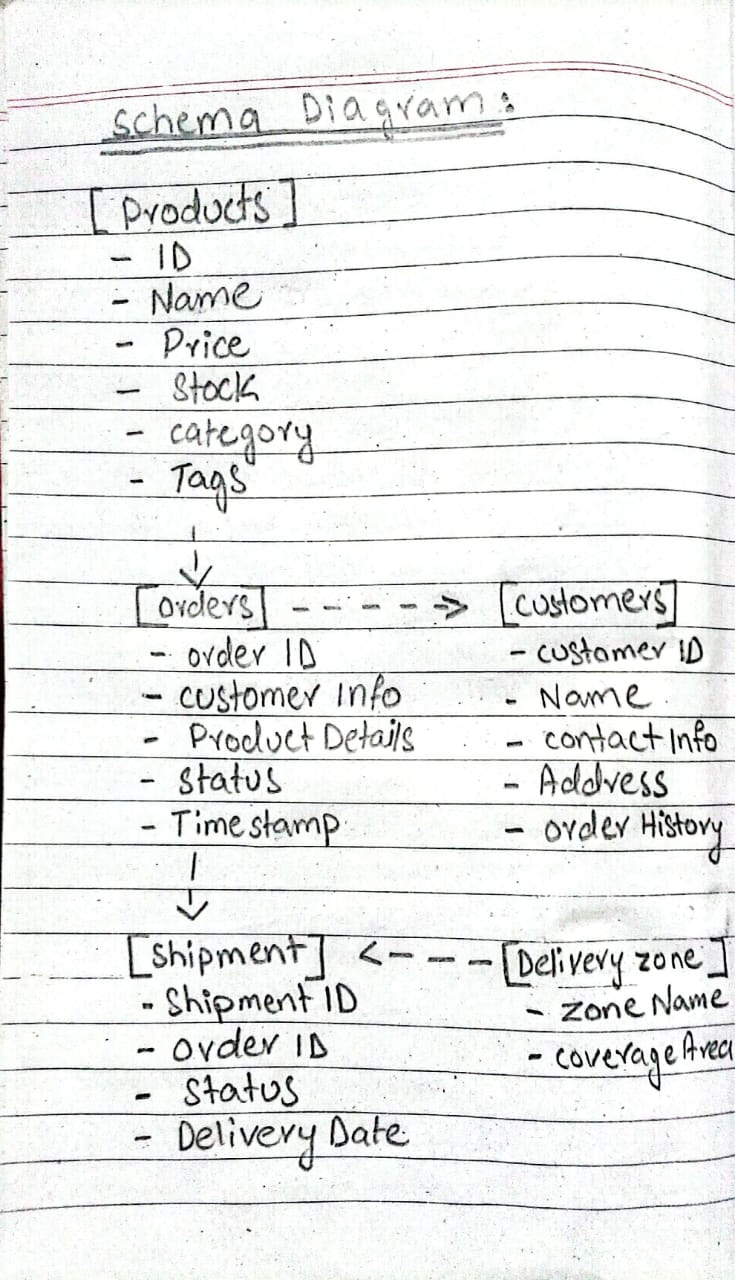 Schema Diagram:
[Products]
- ID
- Name
- Price
- Stock
- category
- Tags
[orders] - - - - -> [customers]
- order ID - customer ID
- customer Info - Name
- Product Details - contact Info
- Status - Address
- Timestamp - order History
[shipment] <- - - - [Delivery zone]
- Shipment ID - zone Name
- order ID - coverage Area
- Status
- Delivery Date